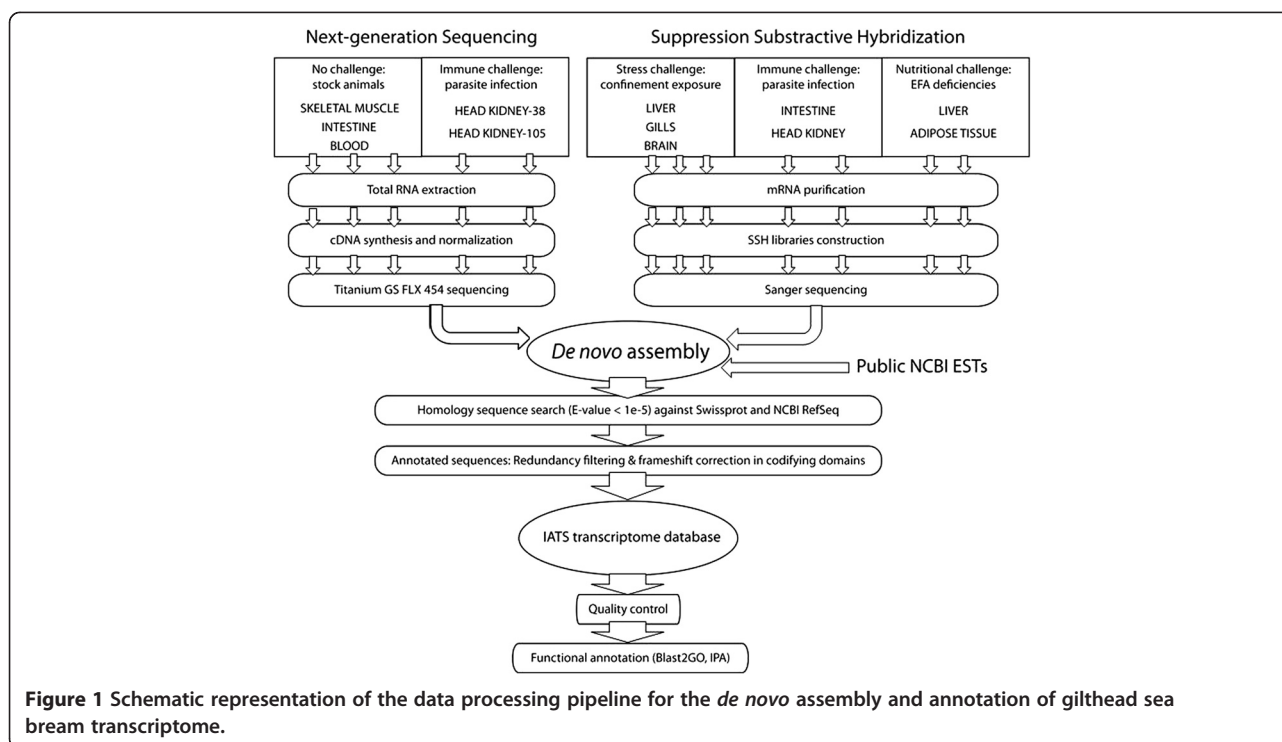 Next-generation Sequencing
Suppression Substractive Hybridization
No challenge:
stock animals
SKELETAL MUSCLE
INTESTINE
BLOOD
Immune challenge:
parasite infection
HEAD KIDNEY-38
HEAD KIDNEY-105
Stress challenge:
confinement exposure
LIVER
GILLS
BRAIN
Immune challenge:
parasite infection
INTESTINE
HEAD KIDNEY
Nutritional challenge:
EFA deficiencies
LIVER
ADIPOSE TISSUE
Total RNA extraction
mRNA purification
cDNA synthesis and normalization
SSH libraries construction
Titanium GS FLX 454 sequencing
Sanger sequencing
De novo assembly
Public NCBI ESTs
Homology sequence search (E-value < 1e-5) against Swissprot and NCBI RefSeq
Annotated sequences: Redundancy filtering & frameshift correction in codifying domains
IATS transcriptome database
Quality control
Functional annotation (Blast2GO, IPA)
Figure 1 Schematic representation of the data processing pipeline for the de novo assembly and annotation of gilthead sea
bream transcriptome.